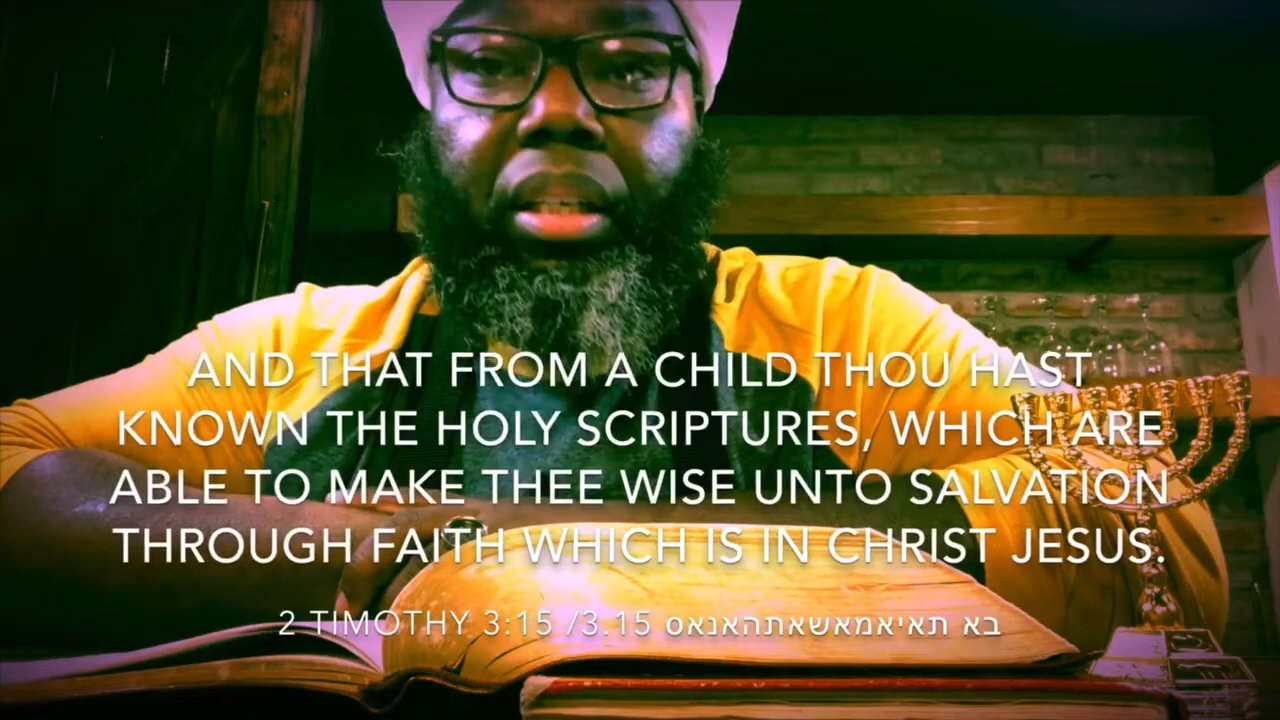 AND THAT FROM A CHILD THOU HAST
KNOWN THE HOLY SCRIPTURES, WHICH ARE
ABLE TO MAKE THEE WISE UNTO SALVATION
THROUGH FAITH WHICH IS IN CHRIST JESUS.
2 TIMOTHY 3:15 /3.15 בא תאיאמאשאתהאנאס